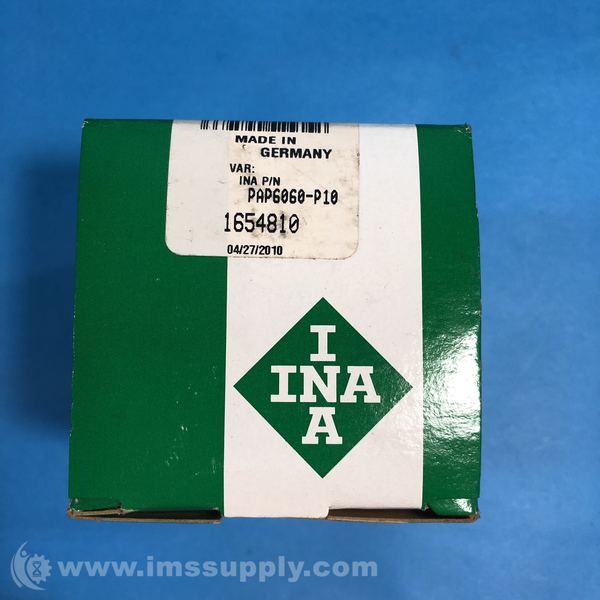 MADE IN
GERMANY
VAR:
INA P/N
PAP6060-P10
1654810
04/27/2010
I
INA
A
www.imssupply.com